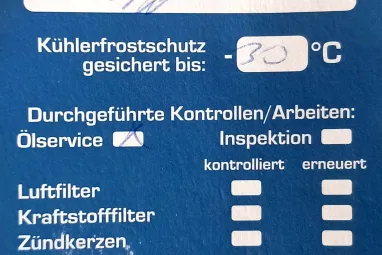 Kühlerfrostschutz
gesichert bis: -30 °C
Durchgeführte Kontrollen/Arbeiten:
Ölservice x Inspektion
kontrolliert erneuert
Luftfilter
Kraftstofffilter
Zündkerzen